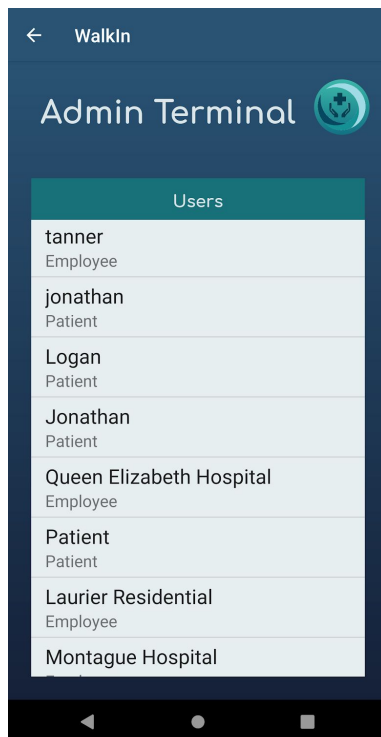 WalkIn
Admin Terminal
Users
tanner
Employee
jonathan
Patient
Logan
Patient
Jonathan
Patient
Queen Elizabeth Hospital
Employee
Patient
Patient
Laurier Residential
Employee
Montague Hospital